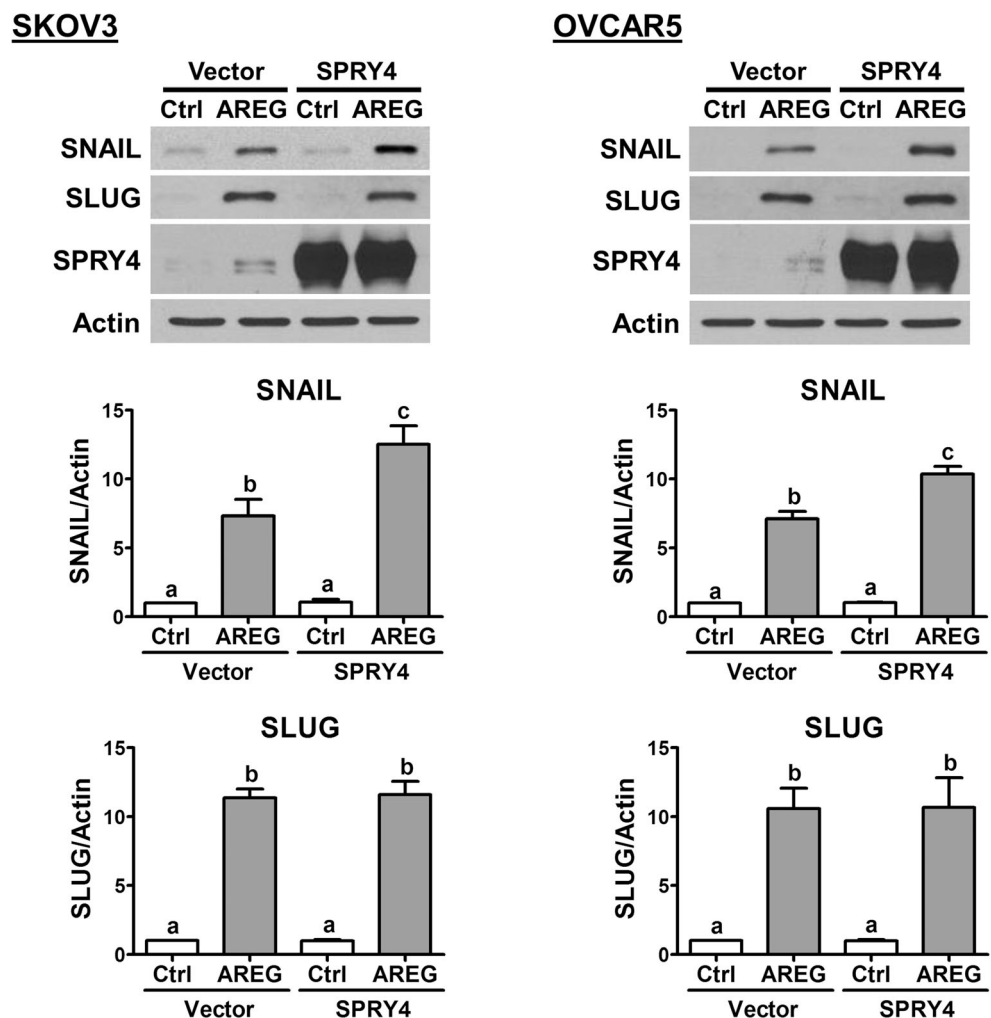 SKOV3
Vector SPRY4
Ctrl AREG Ctrl AREG
SNAIL
SLUG
SPRY4
Actin
SNAIL
SNAIL/Actin
15
10
5
0
a b a c
Ctrl AREG Ctrl AREG
Vector SPRY4
SLUG
SLUG/Actin
15
10
5
0
a b a b
Ctrl AREG Ctrl AREG
Vector SPRY4
OVCAR5
Vector SPRY4
Ctrl AREG Ctrl AREG
SNAIL
SLUG
SPRY4
Actin
SNAIL
SNAIL/Actin
15
10
5
0
a b a c
Ctrl AREG Ctrl AREG
Vector SPRY4
SLUG
SLUG/Actin
15
10
5
0
a b a b
Ctrl AREG Ctrl AREG
Vector SPRY4